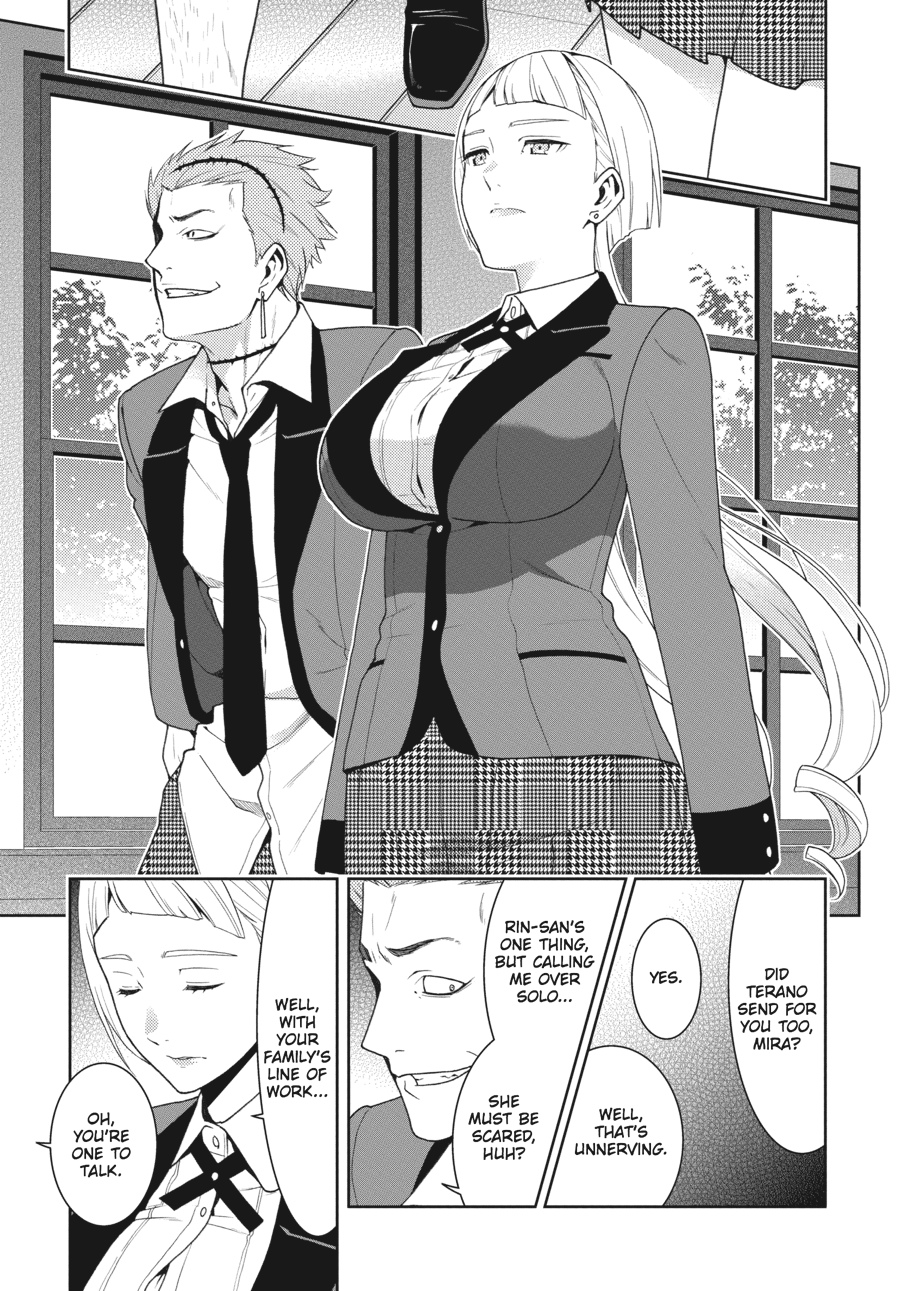 DID
TERANO
SEND FOR
YOU TOO,
MIRA?
YES.
WELL,
THAT'S
UNNERVING.
RIN-SAN'S
ONE THING,
BUT CALLING
ME OVER
SOLO...
SHE
MUST BE
SCARED,
HUH?
WELL,
WITH
YOUR
FAMILY'S
LINE OF
WORK...
OH,
YOU'RE
ONE TO
TALK.